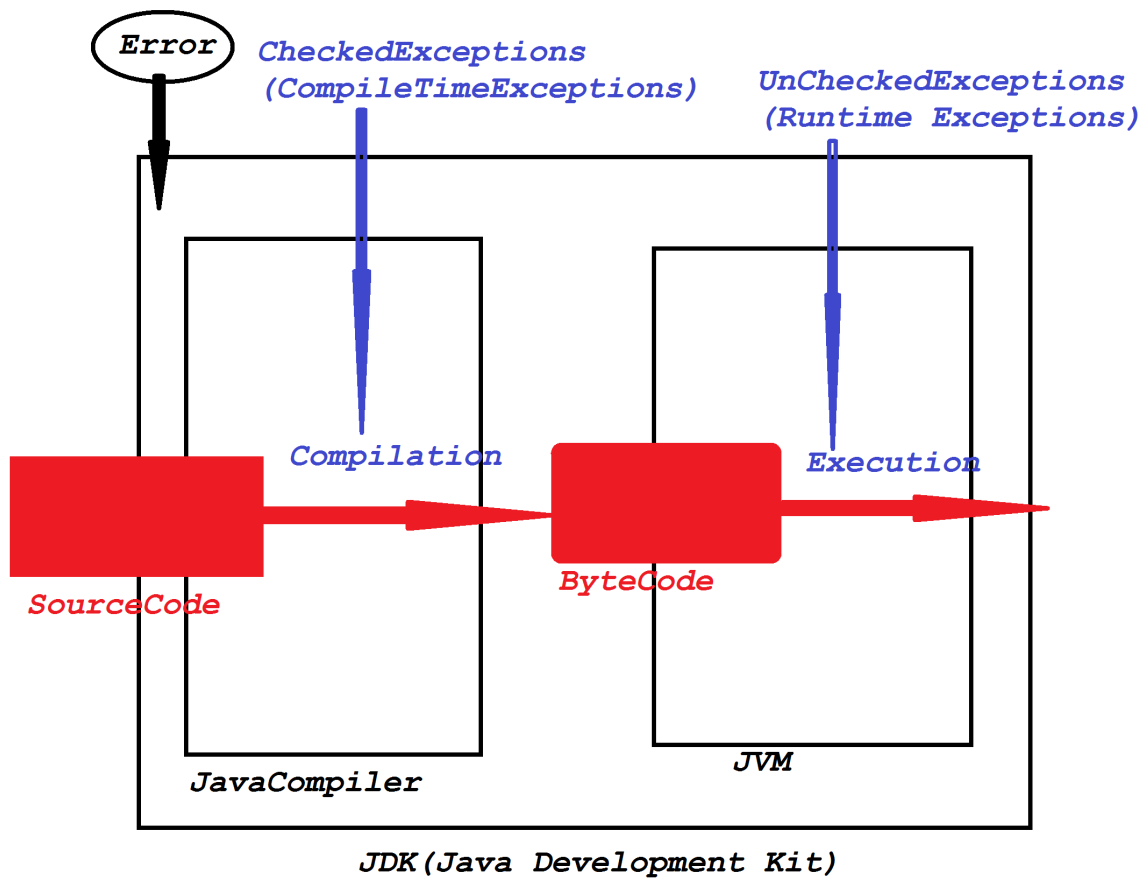 Error
CheckedExceptions
(CompileTimeExceptions)
UnCheckedExceptions
(Runtime Exceptions)
Compilation
Execution
SourceCode
ByteCode
JavaCompiler
JVM
JDK(Java Development Kit)